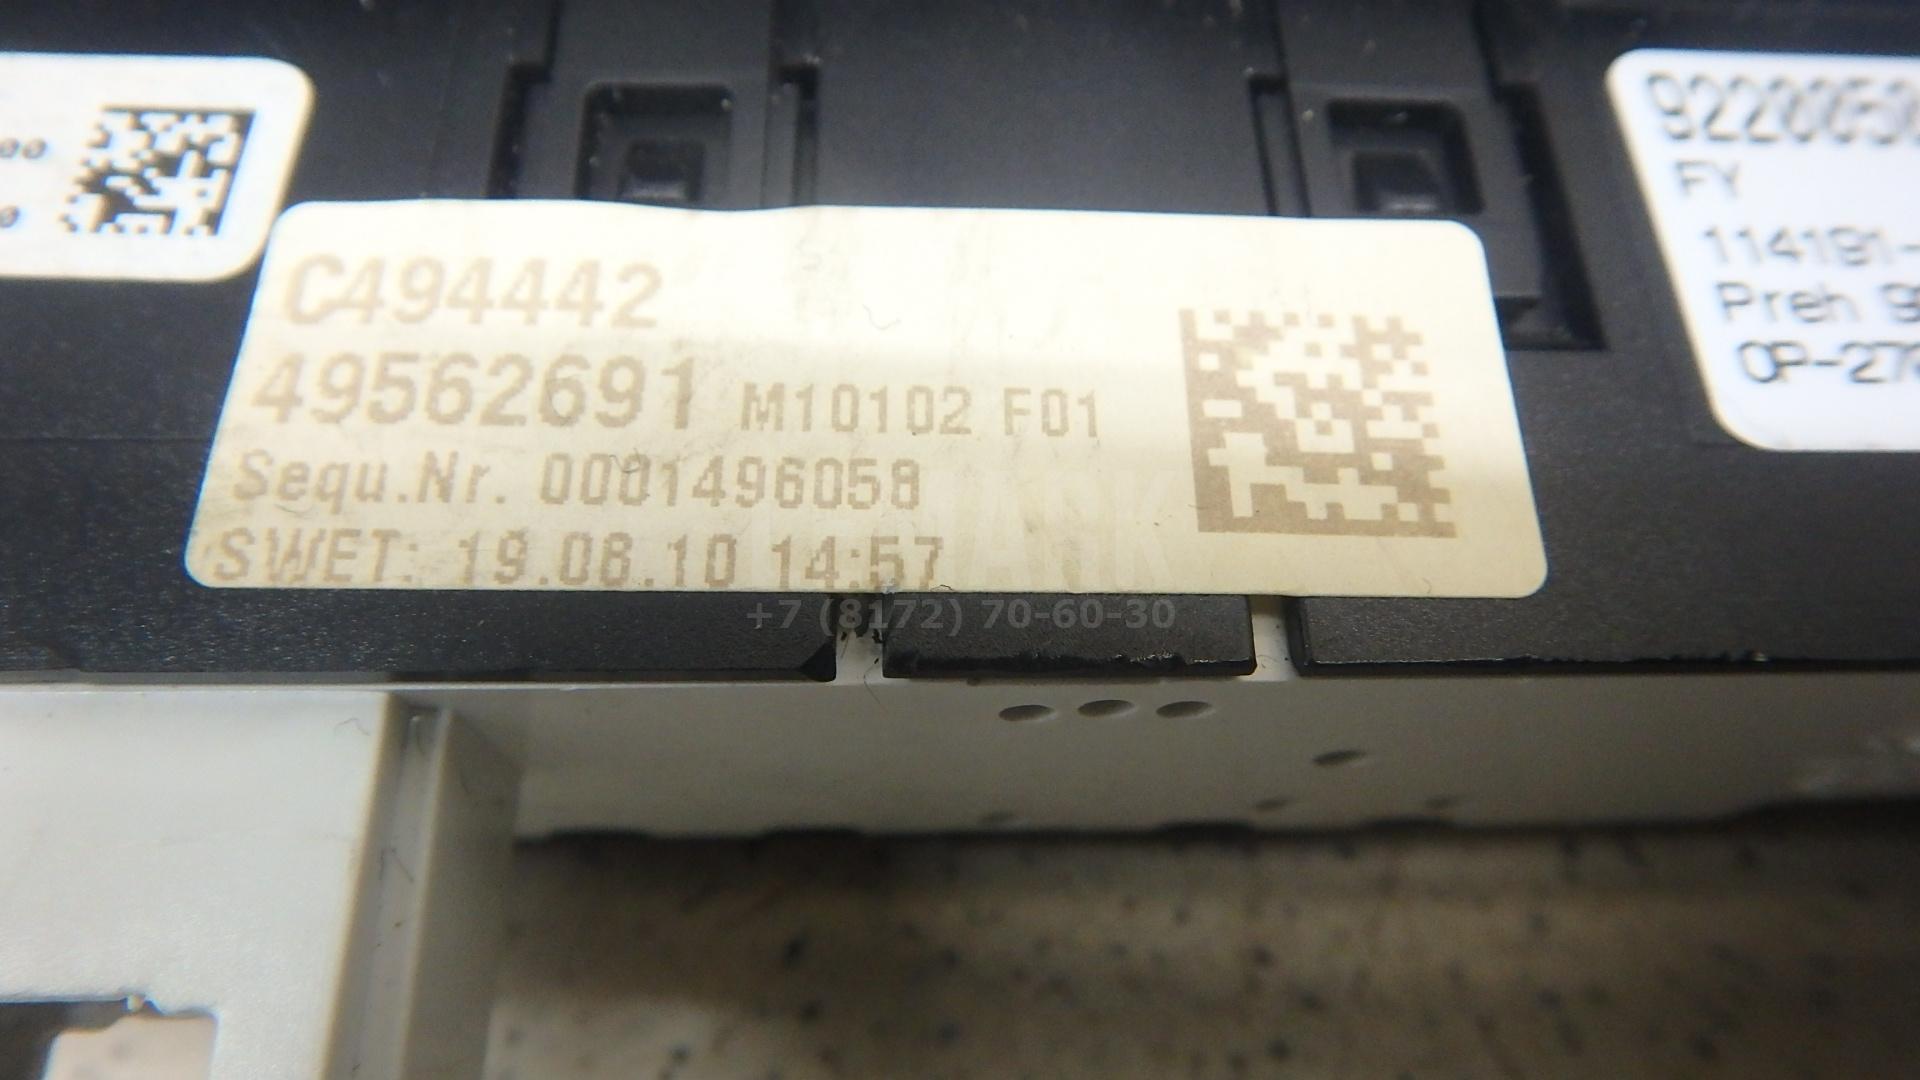 C494442
49562691 M10102 F01
Sequ.Nr. 0001496058
SWET: 19.08.10 14:57
+7 (8172) 70-60-30
FY
114191-
Preh